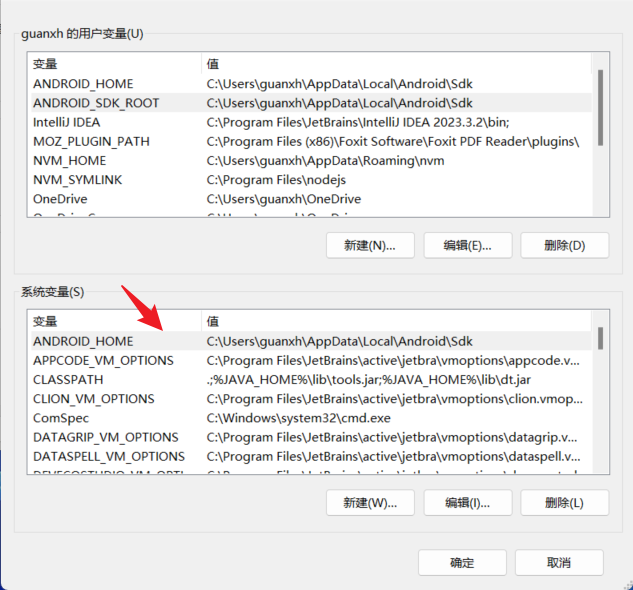 guanxh 的用户变量(U)
变量 值
ANDROID_HOME C:\Users\guanxh\AppData\Local\Android\Sdk
ANDROID_SDK_ROOT C:\Users\guanxh\AppData\Local\Android\Sdk
IntelliJ IDEA C:\Program Files\JetBrains\IntelliJ IDEA 2023.3.2\bin;
MOZ_PLUGIN_PATH C:\Program Files (x86)\Foxit Software\Foxit PDF Reader\plugins\
NVM_HOME C:\Users\guanxh\AppData\Roaming\nvm
NVM_SYMLINK C:\Program Files\nodejs
OneDrive C:\Users\guanxh\OneDrive
新建(N)... 编辑(E)... 删除(D)
系统变量(S)
变量 值
ANDROID_HOME C:\Users\guanxh\AppData\Local\Android\Sdk
APPCODE_VM_OPTIONS C:\Program Files\JetBrains\active\jetbra\vmoptions\appcode.v...
CLASSPATH .;%JAVA_HOME%\lib\tools.jar;%JAVA_HOME%\lib\dt.jar
CLION_VM_OPTIONS C:\Program Files\JetBrains\active\jetbra\vmoptions\clion.vmop...
ComSpec C:\Windows\system32\cmd.exe
DATAGRIP_VM_OPTIONS C:\Program Files\JetBrains\active\jetbra\vmoptions\datagrip.v...
DATASPELL_VM_OPTIONS C:\Program Files\JetBrains\active\jetbra\vmoptions\dataspell.v...
新建(W)... 编辑(I)... 删除(L)
确定 取消